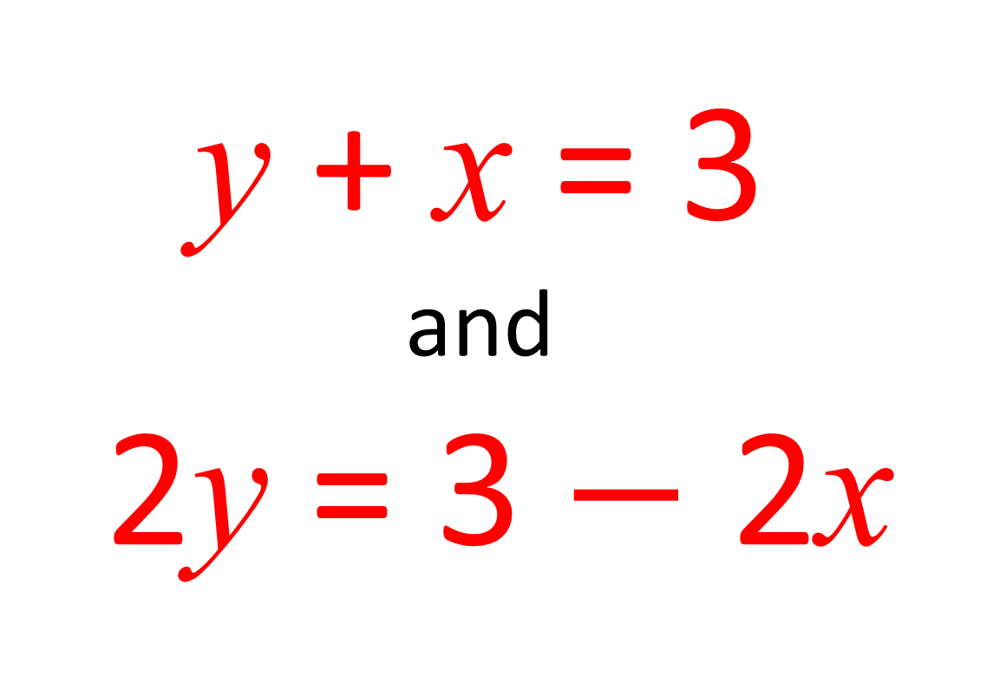 y + x = 3
and
2y = 3 − 2x